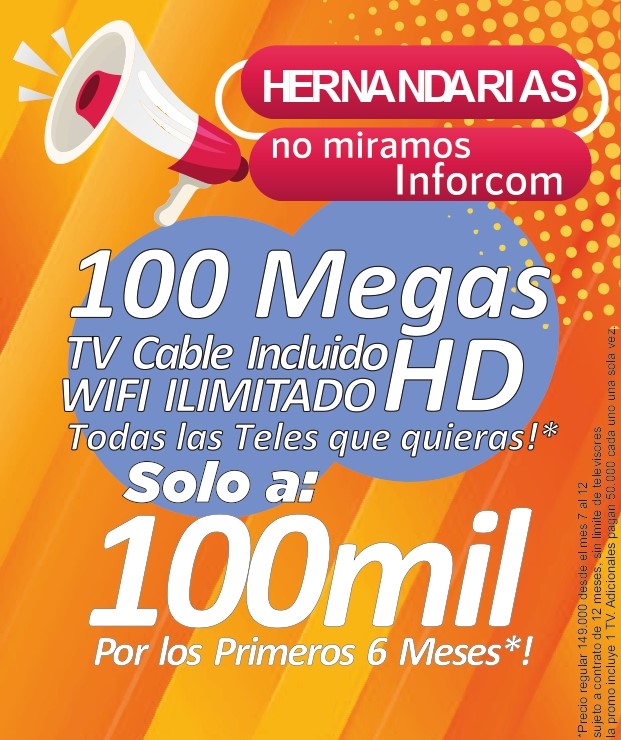 HERNANDARIAS
no miramos
Inforcom
100 Megas
TV Cable Incluido
WIFI ILIMITADO
HD
Todas las Teles que quieras!*
Solo a:
100mil
Por los Primeros 6 Meses*!
*Precio regular 149.000 desde el mes 7 al 12
sujeto a contrato de 12 meses, sin limite de televisores
la promo incluye 1 TV. Adicionales pagan 50.000 cada uno una sola vez.